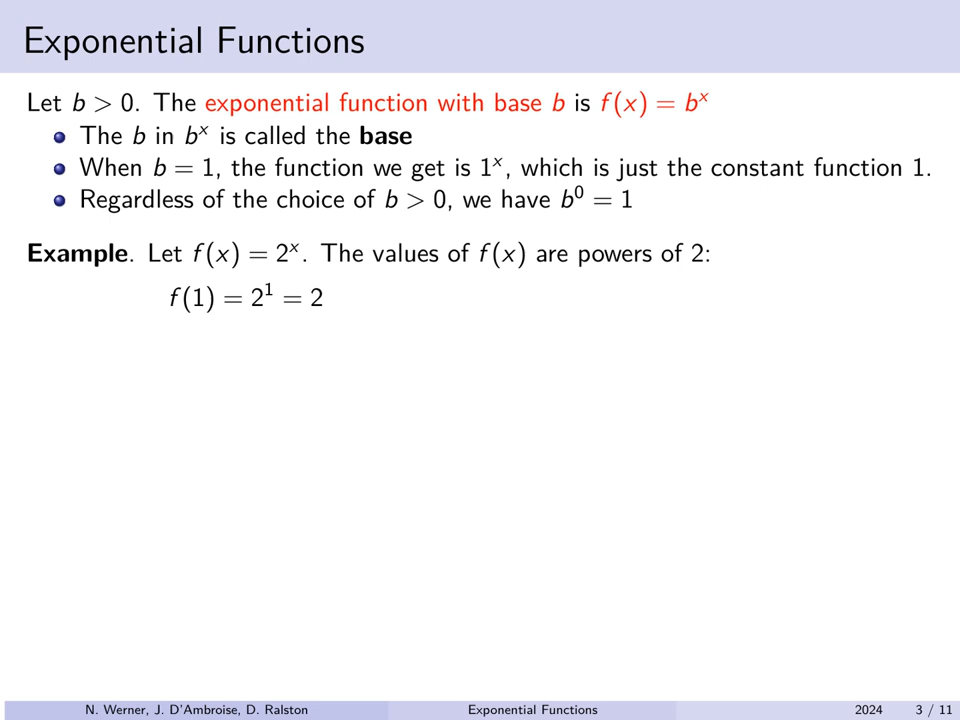 Exponential Functions
Let b > 0. The exponential function with base b is f(x) = b^x
The b in b^x is called the base
When b = 1, the function we get is 1^x, which is just the constant function 1.
Regardless of the choice of b > 0, we have b^0 = 1
Example. Let f(x) = 2^x. The values of f(x) are powers of 2:
f(1) = 2^1 = 2
N. Werner, J. D'Ambroise, D. Ralston Exponential Functions 2024 3 / 11